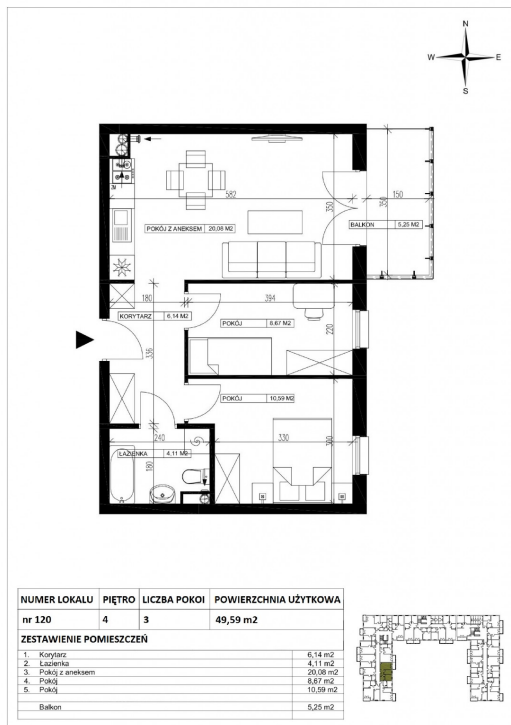 N
W E
S
ZM
582
350
350
150
POKÓJ Z ANEKSEM 20,08 M2
BALKON 5,25 M2
180
394
KORYTARZ 6,14 M2
POKÓJ 8,67 M2
220
336
POKÓJ 10,59 M2
240
330
300
ŁAZIENKA 4,11 M2
180
NUMER LOKALU PIĘTRO LICZBA POKOI POWIERZCHNIA UŻYTKOWA
nr 120 4 3 49,59 m2
ZESTAWIENIE POMIESZCZEŃ
1. Korytarz 6,14 m2
2. Łazienka 4,11 m2
3. Pokój z aneksem 20,08 m2
4. Pokój 8,67 m2
5. Pokój 10,59 m2
Balkon 5,25 m2